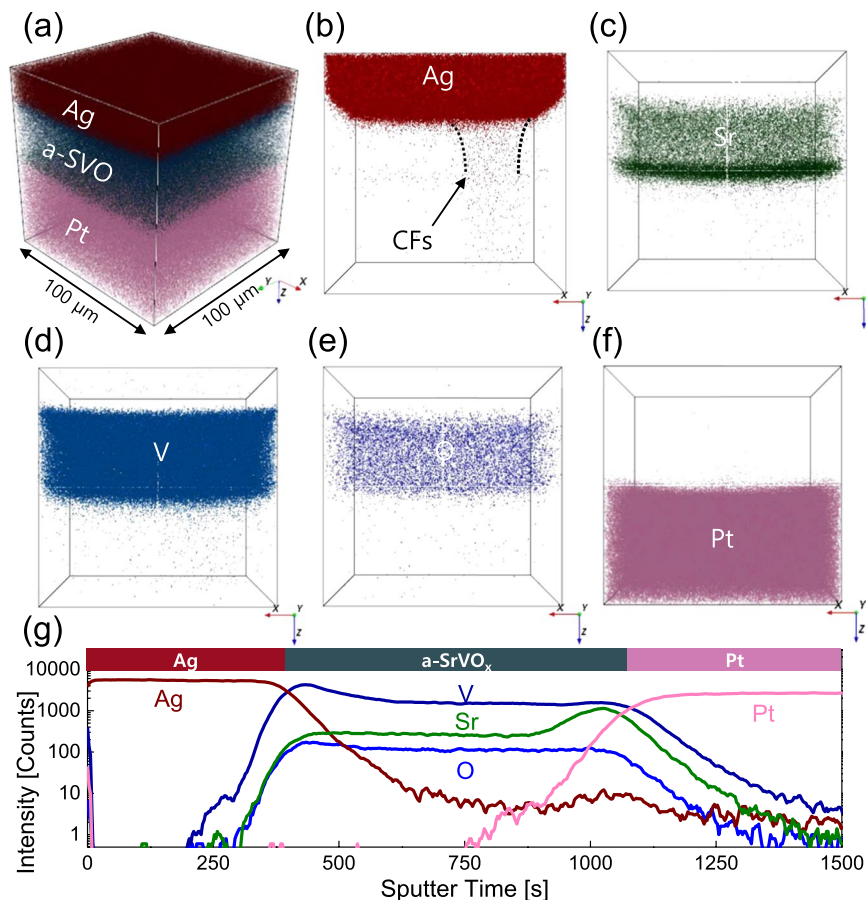 (a)
Ag
a-SVO
Pt
100 μm
100 μm
Y
X
Z
(b)
Ag
CFs
X
Y
Z
(c)
Sr
X
Z
(d)
V
X
Y
Z
(e)
X
Y
Z
(f)
Pt
X
Z
(g)
Ag
a-SrVOₓ
Pt
Intensity [Counts]
10000
1000
100
10
1
Ag
V
Sr
O
Pt
0
250
500
750
1000
1250
1500
Sputter Time [s]